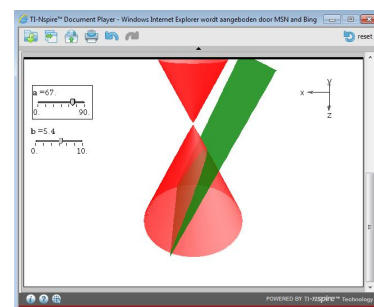 TI-Nspire™ Document Player - Windows Internet Explorer wordt aangeboden door MSN and Bing
reset
a =67.
0. 90.
b =5.4
0. 10.
y
x
z
POWERED BY TI-nspire™ Technology